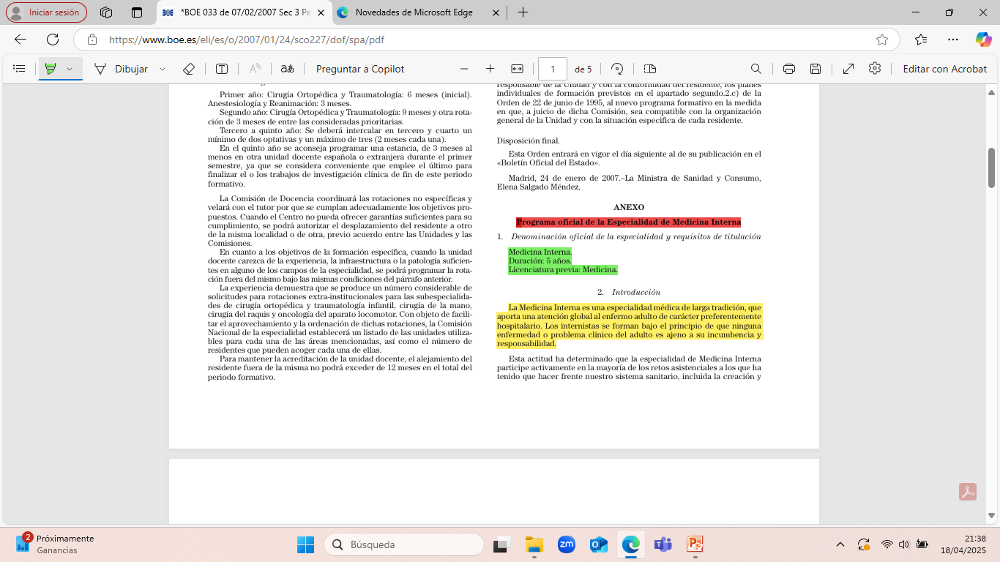 Iniciar sesión
*BOE 033 de 07/02/2007 Sec 3 Pa
Novedades de Microsoft Edge
https://www.boe.es/eli/es/o/2007/01/24/sco227/dof/spa/pdf
Dibujar
aあ
Preguntar a Copilot
1
de 5
Editar con Acrobat
Primer año: Cirugía Ortopédica y Traumatología: 6 meses (inicial).
Anestesiología y Reanimación: 3 meses.
Segundo año: Cirugía Ortopédica y Traumatología: 9 meses y otra rota-
ción de 3 meses de entre las consideradas prioritarias.
Tercero a quinto año: Se deberá intercalar en tercero y cuarto un
mínimo de dos optativas y un máximo de tres (2 meses cada una).
En el quinto año se aconseja programar una estancia, de 3 meses al
menos en otra unidad docente española o extranjera durante el primer
semestre, ya que se considera conveniente que emplee el último para
finalizar el o los trabajos de investigación clínica de fin de este periodo
formativo.
La Comisión de Docencia coordinará las rotaciones no específicas y
velará con el tutor por que se cumplan adecuadamente los objetivos pro-
puestos. Cuando el Centro no pueda ofrecer garantías suficientes para su
cumplimiento, se podrá autorizar el desplazamiento del residente a otro
de la misma localidad o de otra, previo acuerdo entre las Unidades y las
Comisiones.
En cuanto a los objetivos de la formación específica, cuando la unidad
docente carezca de la experiencia, la infraestructura o la patología suficien-
tes en alguno de los campos de la especialidad, se podrá programar la rota-
ción fuera del mismo bajo las mismas condiciones del párrafo anterior.
La experiencia demuestra que se produce un número considerable de
solicitudes para rotaciones extra-institucionales para las subespecialida-
des de cirugía ortopédica y traumatología infantil, cirugía de la mano,
cirugía del raquis y oncología del aparato locomotor. Con objeto de facili-
tar el aprovechamiento y la ordenación de dichas rotaciones, la Comisión
Nacional de la especialidad establecerá un listado de las unidades utiliza-
bles para cada una de las áreas mencionadas, así como el número de
residentes que pueden acoger cada una de ellas.
Para mantener la acreditación de la unidad docente, el alejamiento del
residente fuera de la misma no podrá exceder de 12 meses en el total del
periodo formativo.
responsable de la Unidad y con la conformidad del residente, los planes
individuales de formación previstos en el apartado segundo.2.c) de la
Orden de 22 de junio de 1995, al nuevo programa formativo en la medida
en que, a juicio de dicha Comisión, sea compatible con la organización
general de la Unidad y con la situación especifica de cada residente.
Disposición final.
Esta Orden entrará en vigor el día siguiente al de su publicación en el
«Boletín Oficial del Estado».
Madrid, 24 de enero de 2007.–La Ministra de Sanidad y Consumo,
Elena Salgado Méndez.
ANEXO
Programa oficial de la Especialidad de Medicina Interna
1. Denominación oficial de la especialidad y requisitos de titulación
Medicina Interna.
Duración: 5 años.
Licenciatura previa: Medicina.
2. Introducción
La Medicina Interna es una especialidad médica de larga tradición, que
aporta una atención global al enfermo adulto de carácter preferentemente
hospitalario. Los internistas se forman bajo el principio de que ninguna
enfermedad o problema clínico del adulto es ajeno a su incumbencia y
responsabilidad.
Esta actitud ha determinado que la especialidad de Medicina Interna
participe activamente en la mayoría de los retos asistenciales a los que ha
tenido que hacer frente nuestro sistema sanitario, incluida la creación y
2
Próximamente
Ganancias
Búsqueda
zm
21:38
18/04/2025